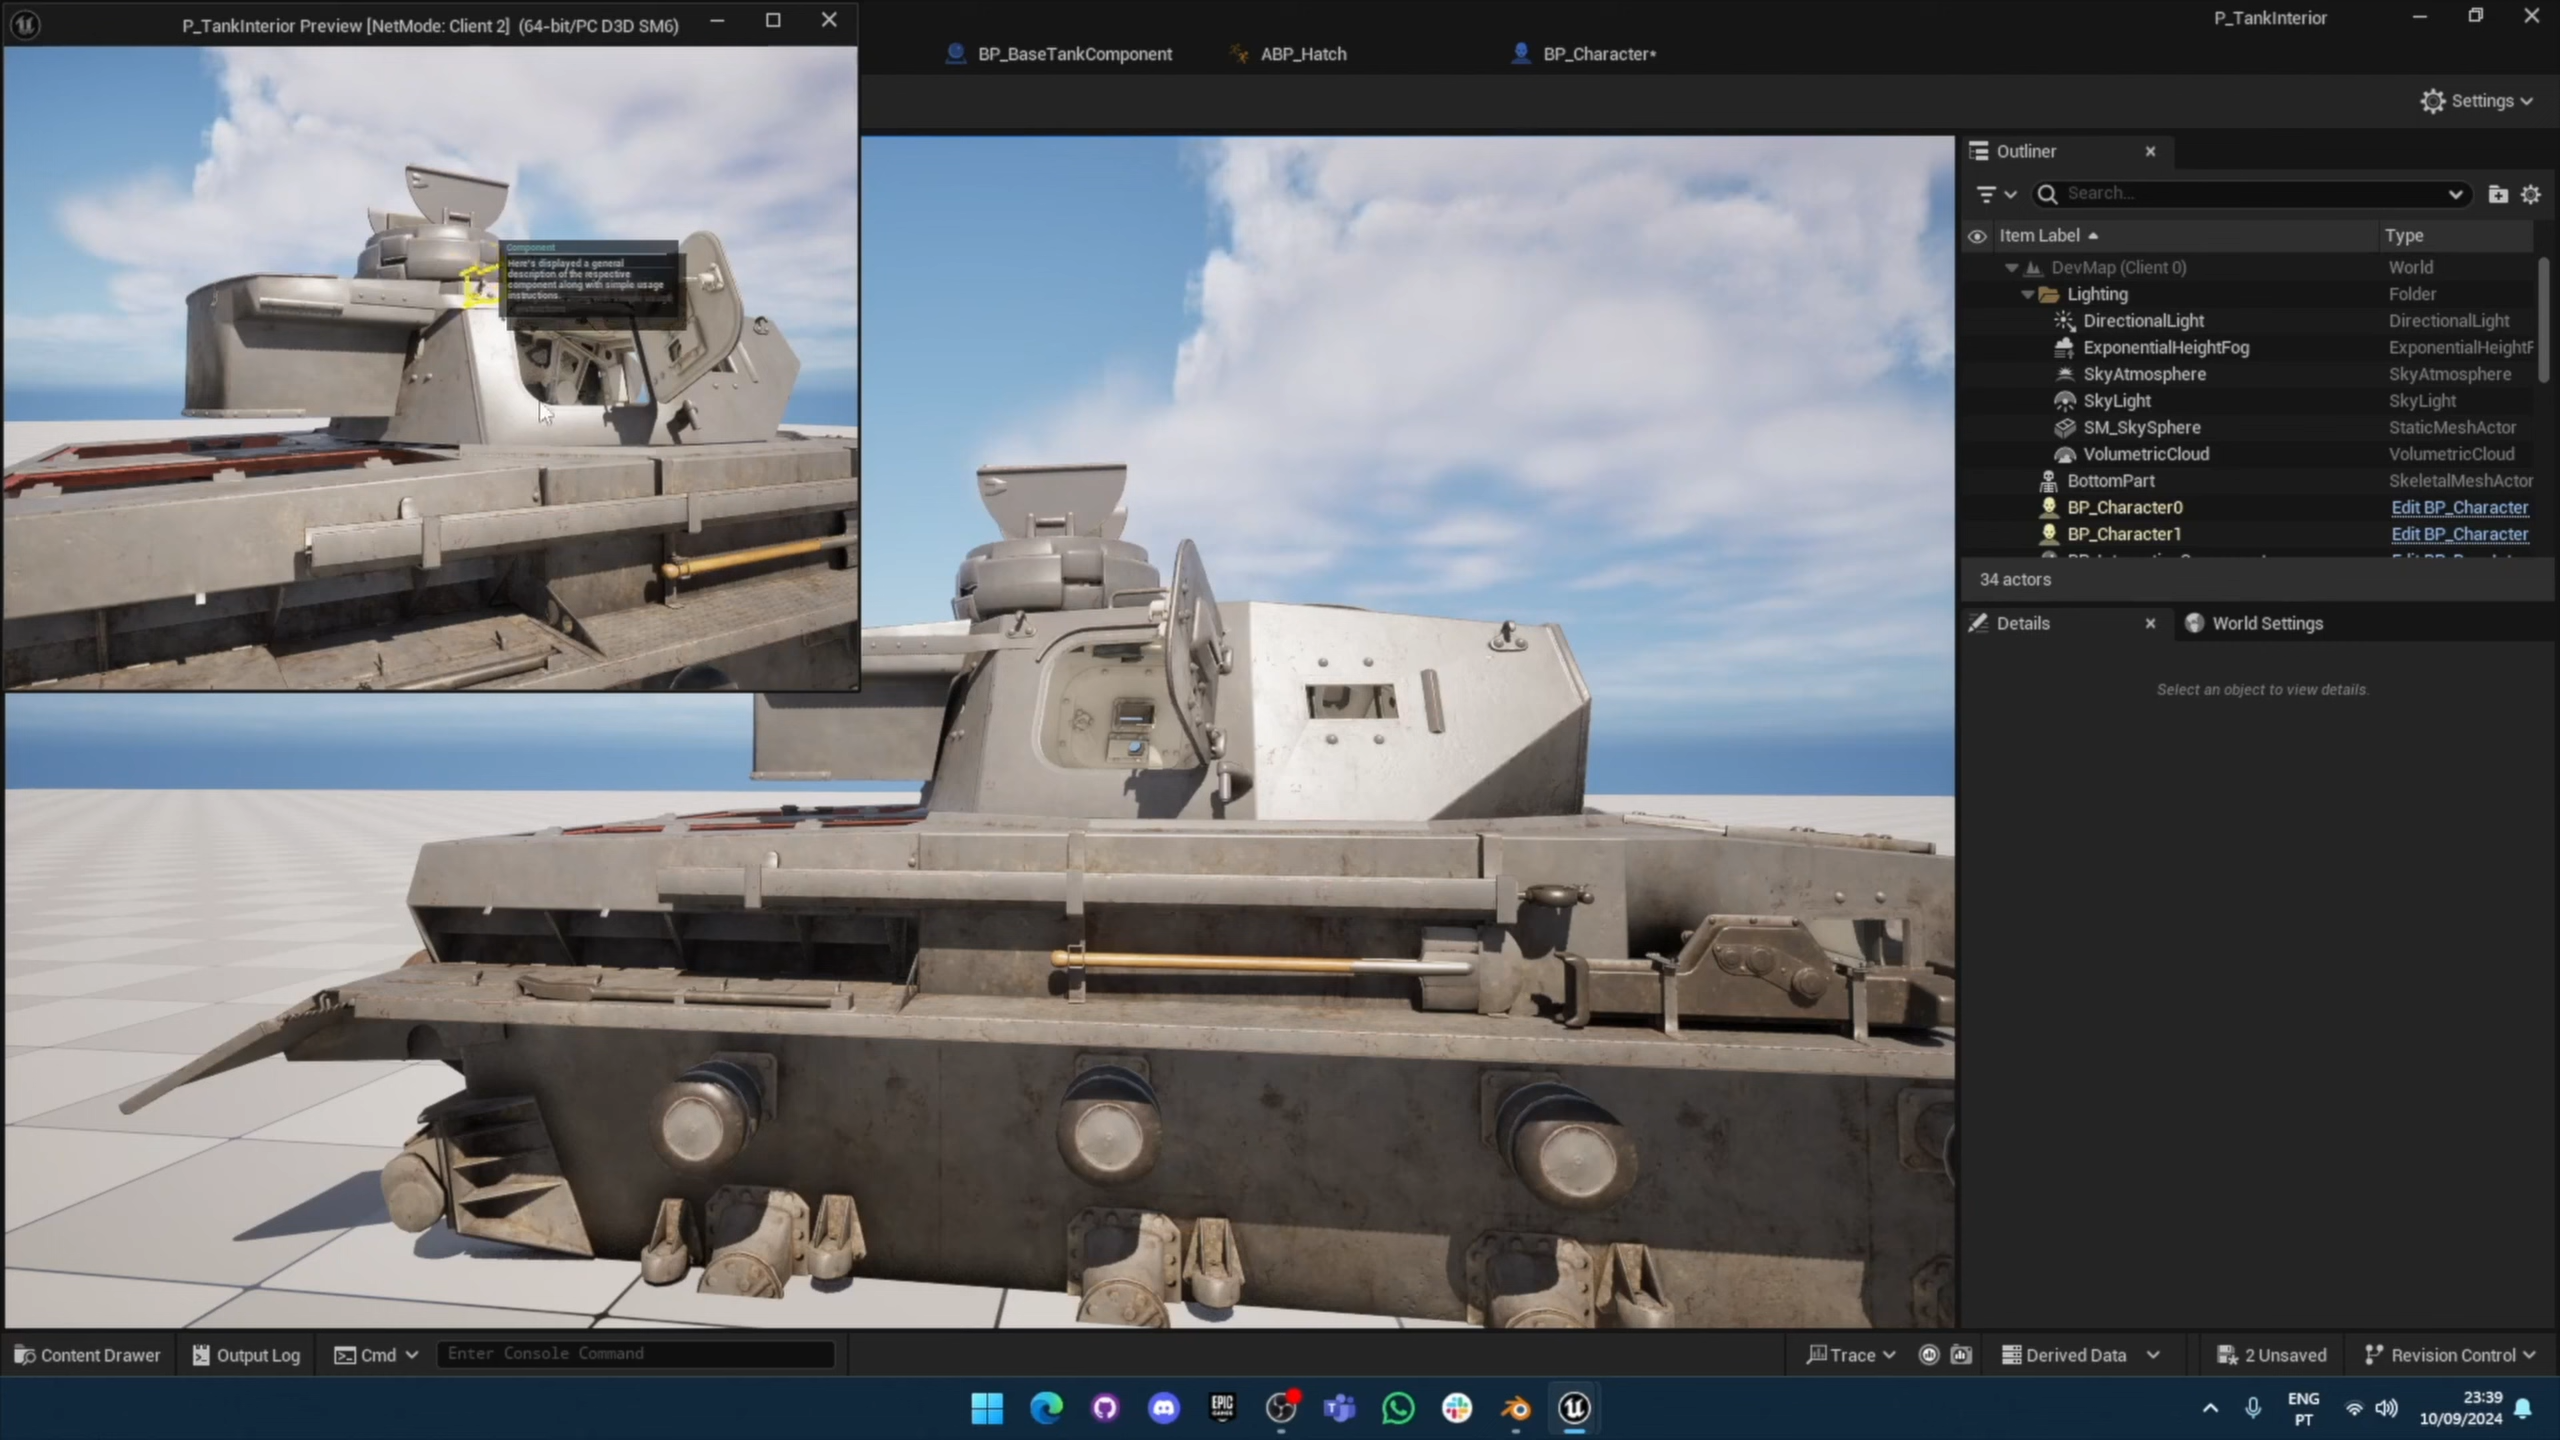 P_TankInterior Preview [NetMode: Client 2] (64-bit/PC D3D SM6)
P_TankInterior
BP_BaseTankComponent
ABP_Hatch
BP_Character*
Settings
Component
Here's displayed a general
description of the respective
component along with simple usage
instructions
Outliner
Search...
Item Label
Type
DevMap (Client 0)
World
Lighting
Folder
DirectionalLight
DirectionalLight
ExponentialHeightFog
ExponentialHeightF
SkyAtmosphere
SkyAtmosphere
SkyLight
SkyLight
SM_SkySphere
StaticMeshActor
VolumetricCloud
VolumetricCloud
BottomPart
SkeletalMeshActor
BP_Character0
Edit BP_Character
BP_Character1
Edit BP_Character
34 actors
Details
World Settings
Select an object to view details.
Content Drawer
Output Log
Cmd
Enter Console Command
Trace
Derived Data
2 Unsaved
Revision Control
EPIC
GAMES
ENG
PT
23:39
10/09/2024